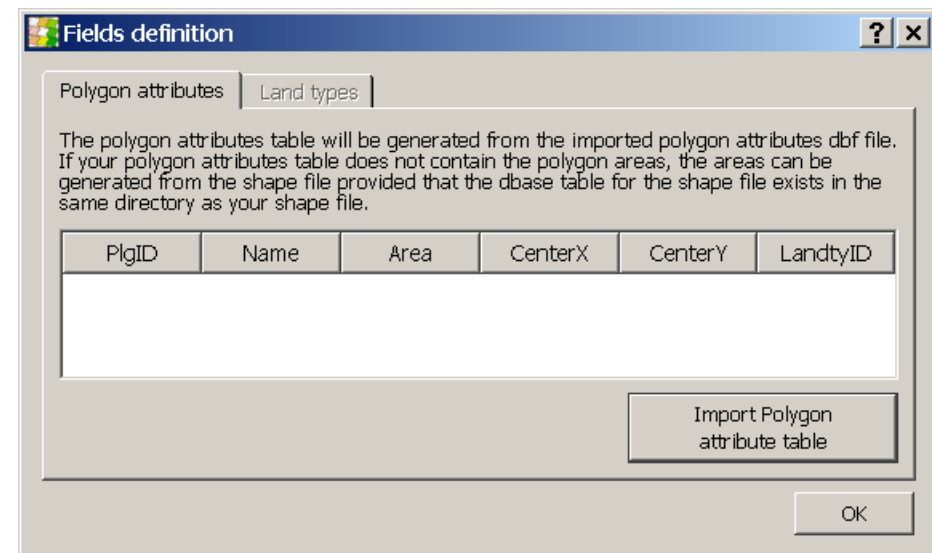 Fields definition
Polygon attributes Land types
The polygon attributes table will be generated from the imported polygon attributes dbf file.
If your polygon attributes table does not contain the polygon areas, the areas can be
generated from the shape file provided that the dbase table for the shape file exists in the
same directory as your shape file.
PlgID Name Area CenterX CenterY LandtyID
Import Polygon
attribute table
OK